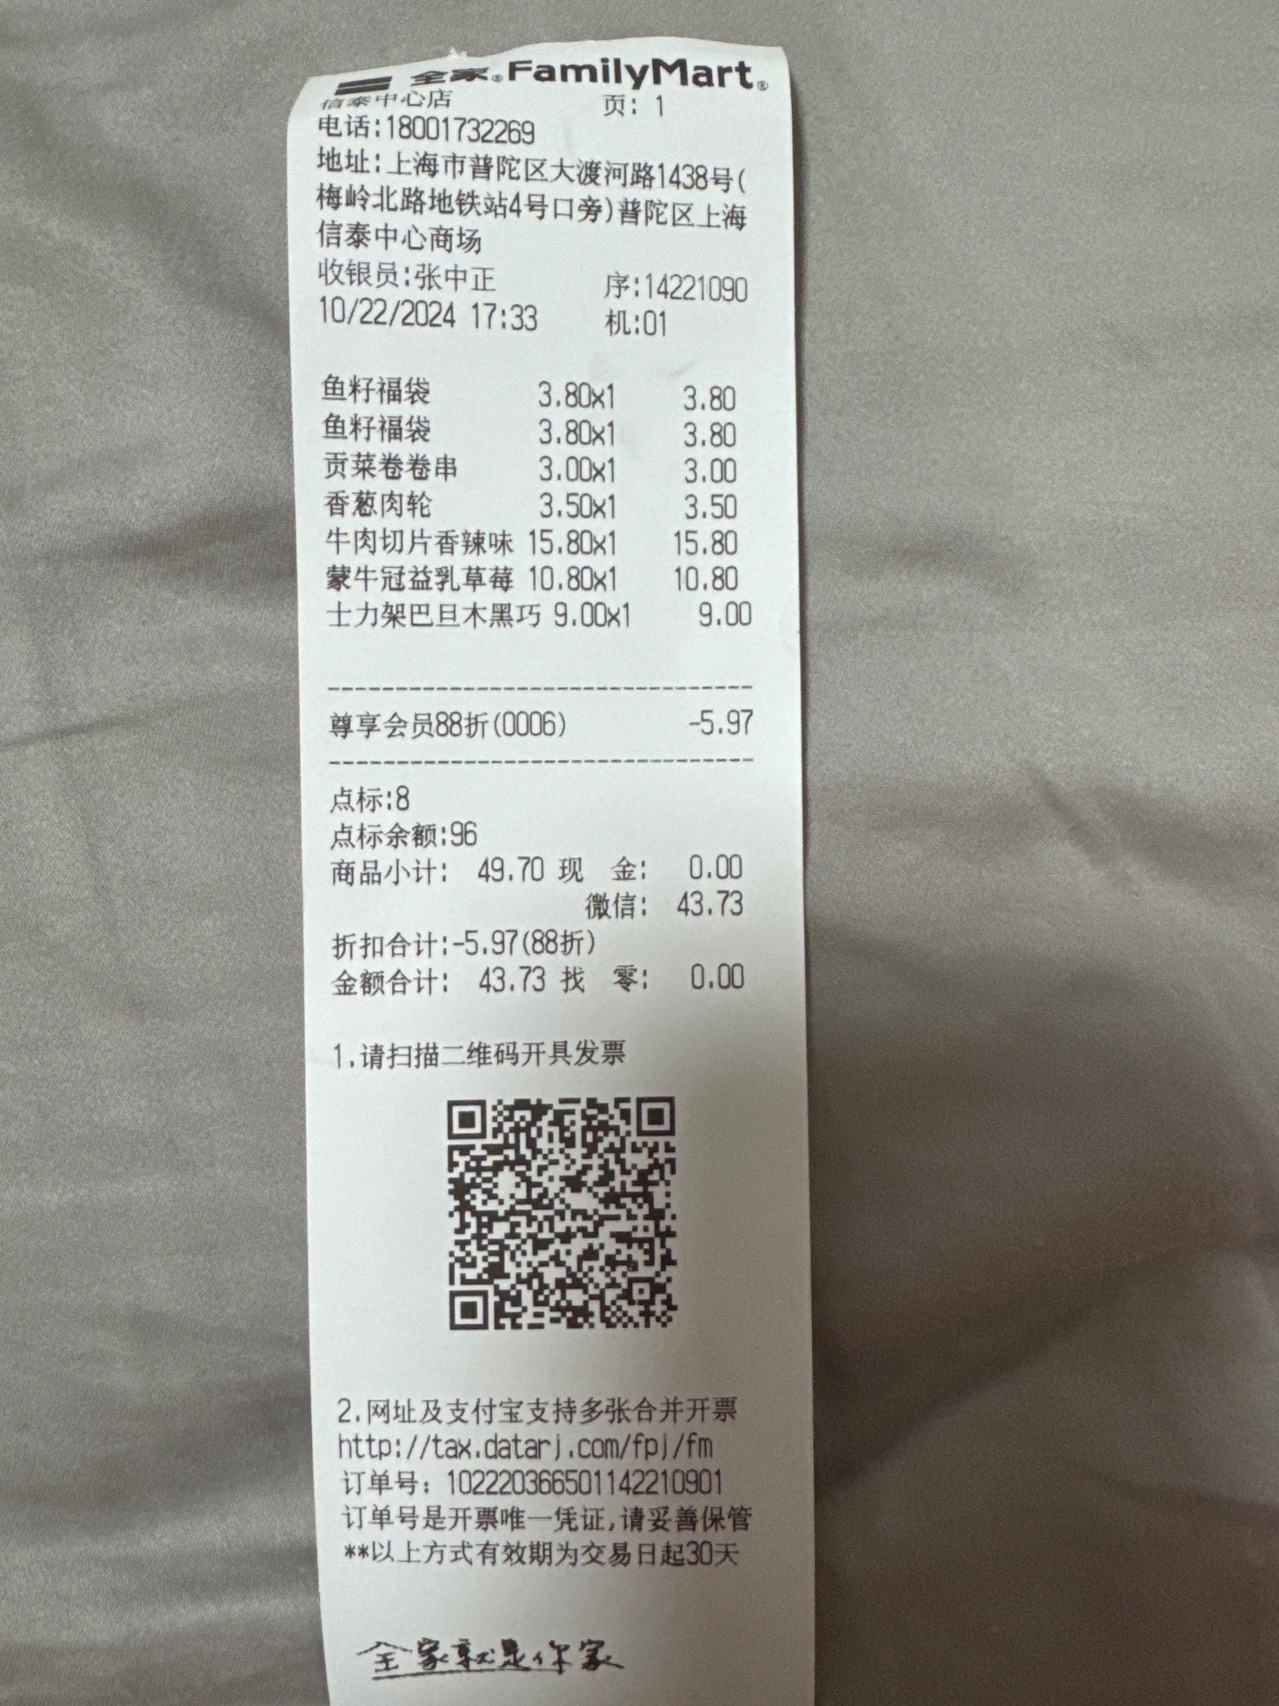 全家® FamilyMart®
信泰中心店 页: 1
电话:18001732269
地址:上海市普陀区大渡河路1438号(
梅岭北路地铁站4号口旁)普陀区上海
信泰中心商场
收银员:张中正 序:14221090
10/22/2024 17:33 机:01
鱼籽福袋 3.80x1 3.80
鱼籽福袋 3.80x1 3.80
贡菜卷卷串 3.00x1 3.00
香葱肉轮 3.50x1 3.50
牛肉切片香辣味 15.80x1 15.80
蒙牛冠益乳草莓 10.80x1 10.80
士力架巴旦木黑巧 9.00x1 9.00
--------------------------------
尊享会员88折(0006) -5.97
--------------------------------
点标:8
点标余额:96
商品小计: 49.70 现 金: 0.00
微信: 43.73
折扣合计:-5.97(88折)
金额合计: 43.73 找 零: 0.00
1.请扫描二维码开具发票
2.网址及支付宝支持多张合并开票
http://tax.datarj.com/fpj/fm
订单号: 102220366501142210901
订单号是开票唯一凭证,请妥善保管
**以上方式有效期为交易日起30天
全家就是你家